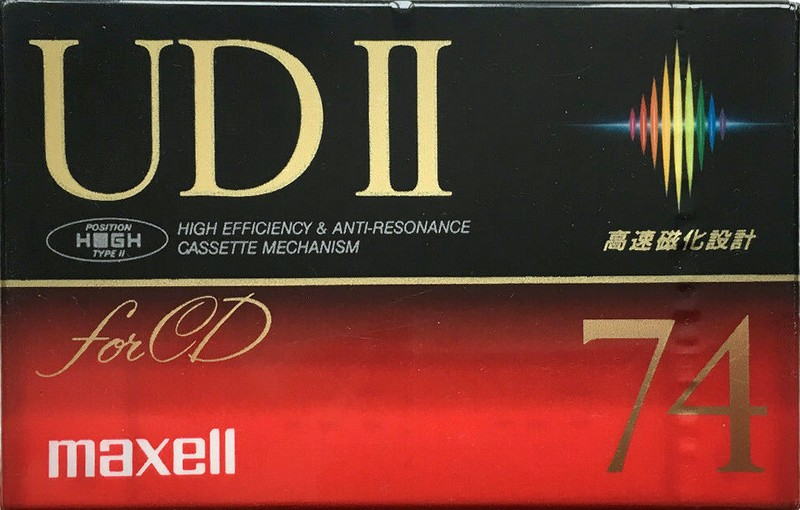 UD II
POSITION
HIGH
TYPE II
HIGH EFFICIENCY & ANTI-RESONANCE
CASSETTE MECHANISM
高速磁化設計
for CD
74
maxell